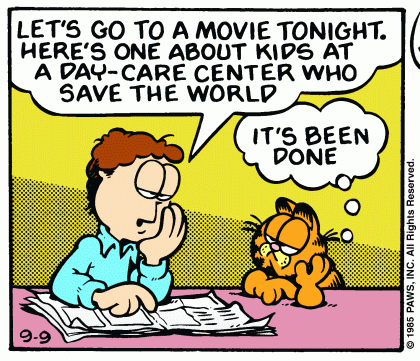 LET'S GO TO A MOVIE TONIGHT.
HERE'S ONE ABOUT KIDS AT
A DAY-CARE CENTER WHO
SAVE THE WORLD
IT'S BEEN
DONE
9-9
© 1985 PAWS, INC. All Rights Reserved.